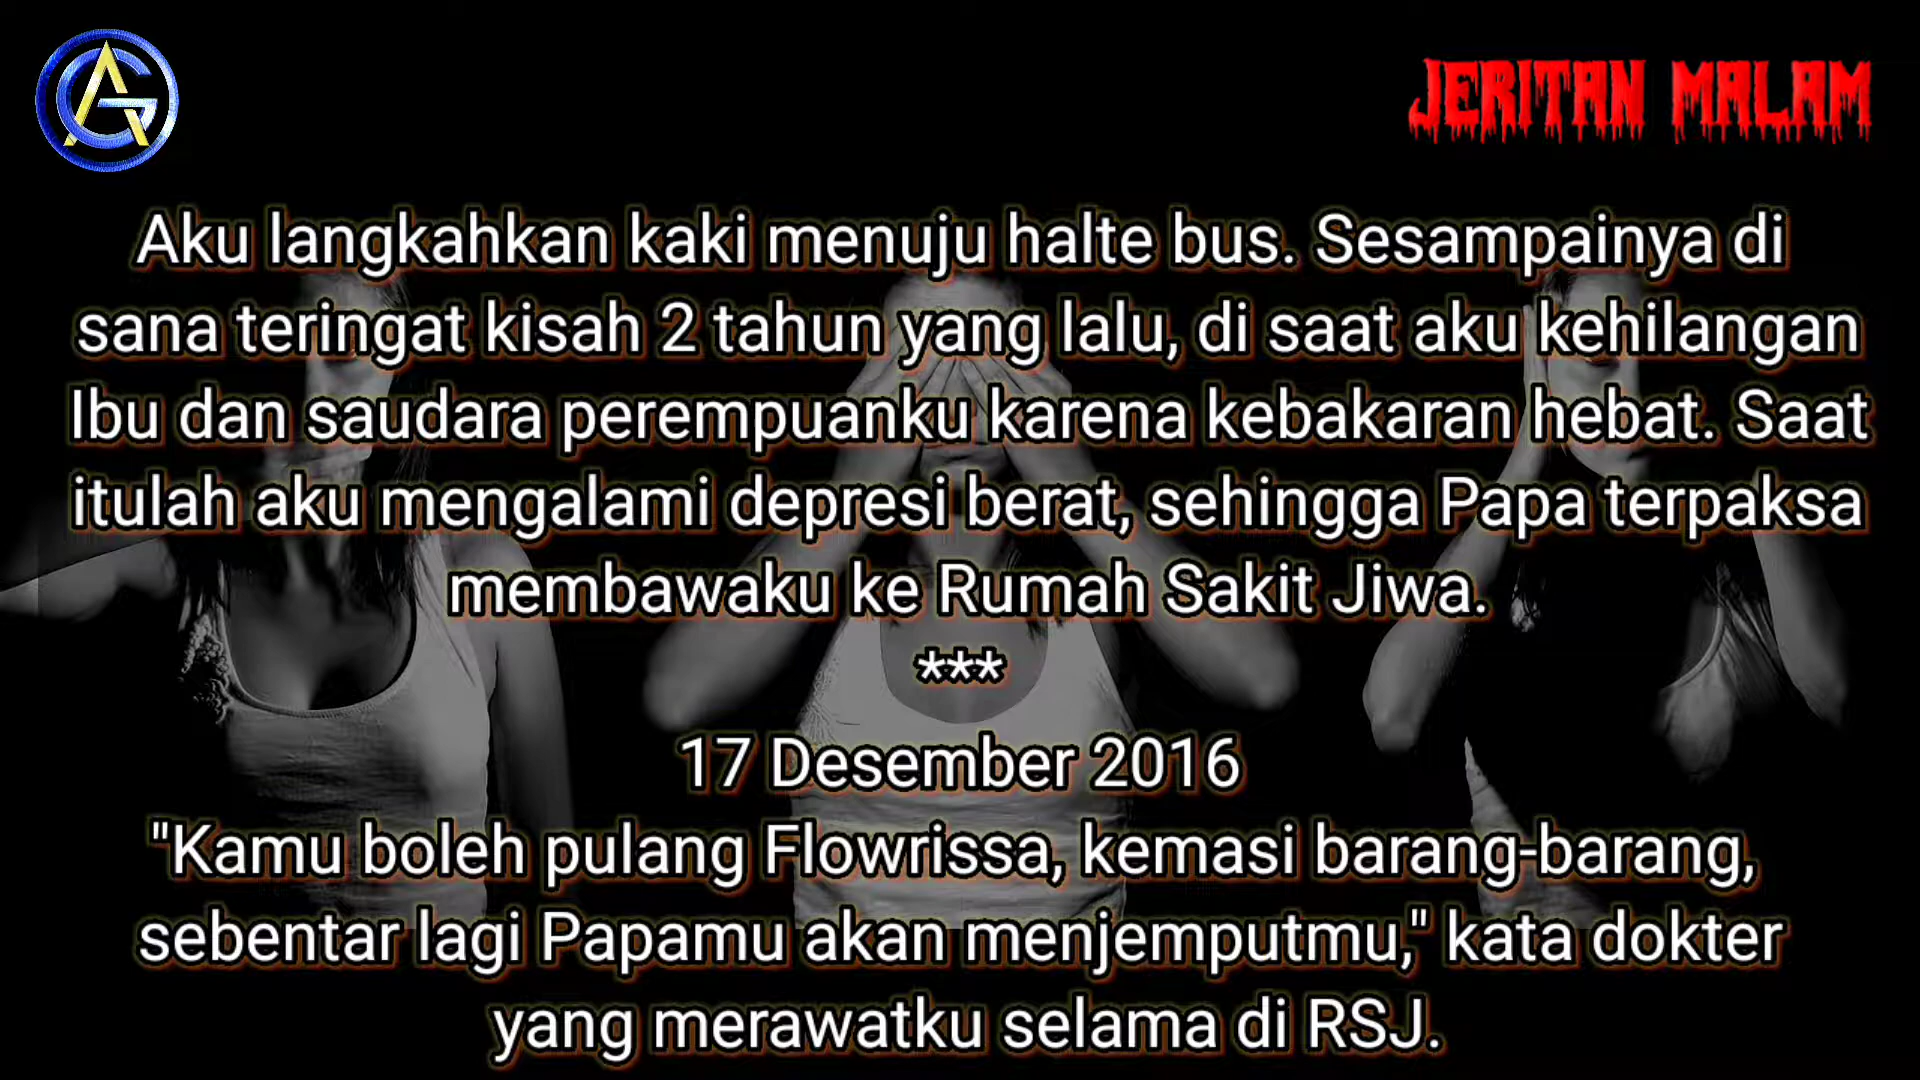 JERITAN MALAM
Aku langkahkan kaki menuju halte bus. Sesampainya di
sana teringat kisah 2 tahun yang lalu, di saat aku kehilangan
Ibu dan saudara perempuanku karena kebakaran hebat. Saat
itulah aku mengalami depresi berat, sehingga Papa terpaksa
membawaku ke Rumah Sakit Jiwa.
***
17 Desember 2016
"Kamu boleh pulang Flowrissa, kemasi barang-barang,
sebentar lagi Papamu akan menjemputmu," kata dokter
yang merawatku selama di RSJ.